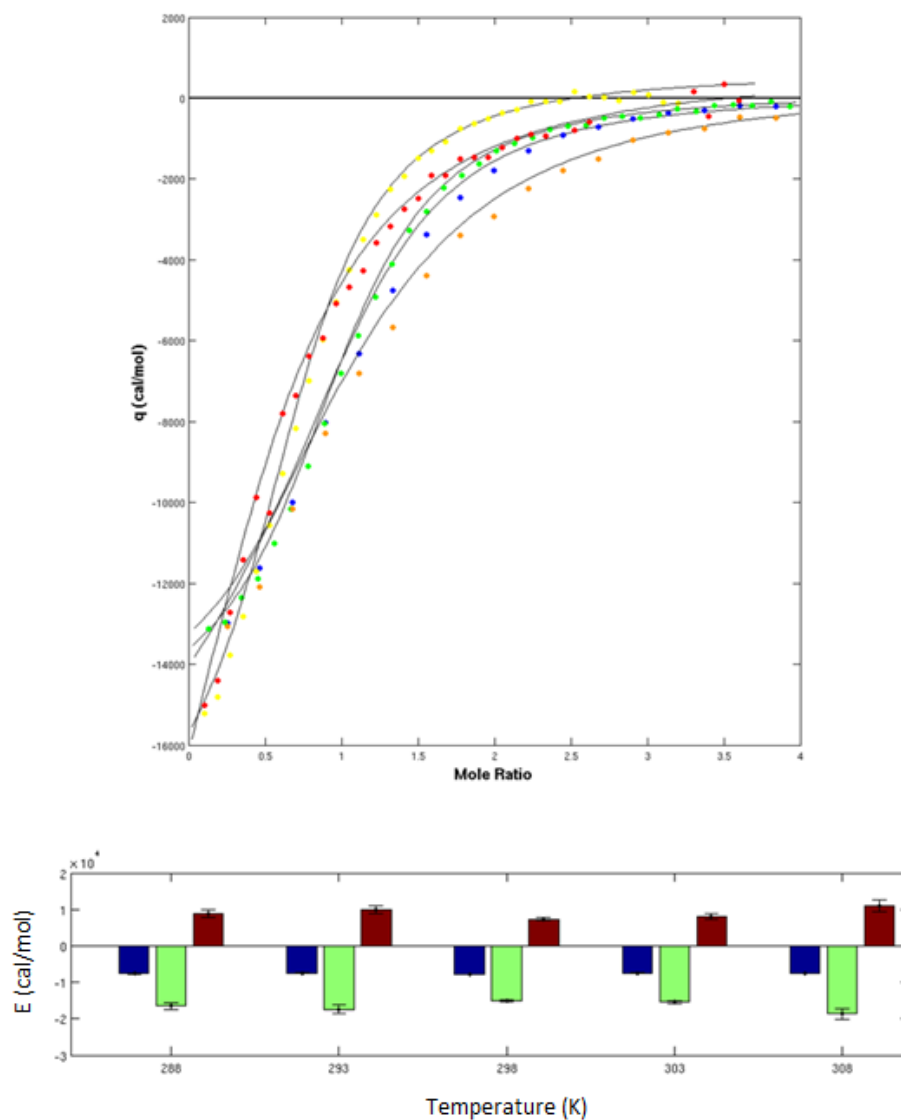 2000
0
-2000
-4000
-6000
-8000
-10000
-12000
-14000
-16000
q (cal/mol)
0 0.5 1 1.5 2 2.5 3 3.5 4
Mole Ratio
× 10⁴
2
1
0
-1
-2
-3
E (cal/mol)
288 293 298 303 308
Temperature (K)